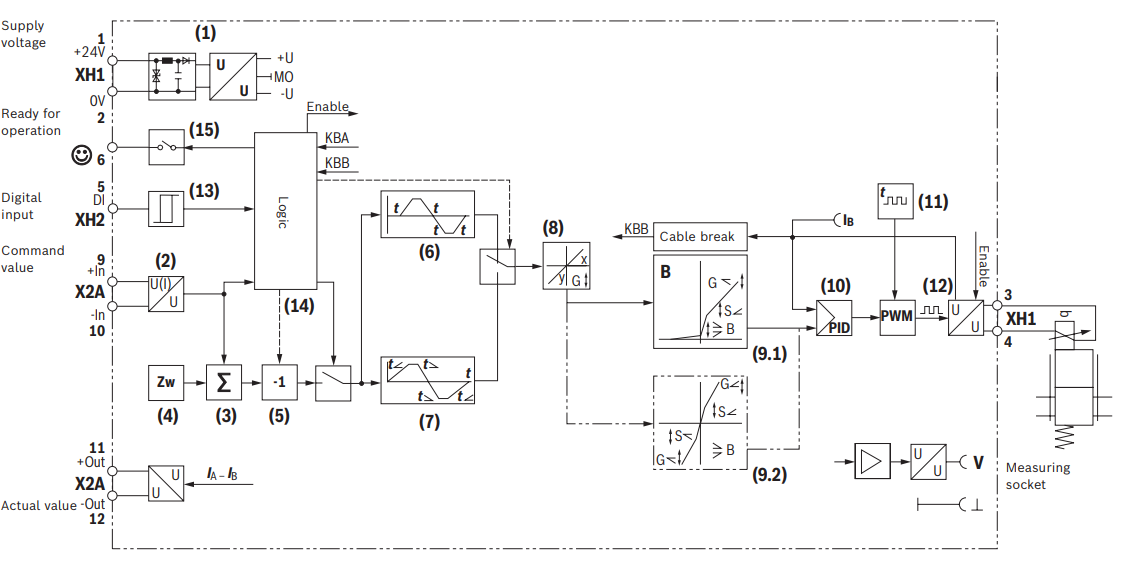 Supply
voltage
1
+24V
XH1
0V
2
(1)
U
U
+U
MO
-U
Ready for
operation
6
(15)
Enable
KBA
KBB
Logic
Digital
input
5
DI
XH2
(13)
Command
value
9
+In
X2A
-In
10
(2)
U(I)
U
(14)
Zw
(4)
Σ
(3)
-1
(5)
t
t
t
t
(6)
t
t
t
t
t
(7)
(8)
x
y
G
KBB
Cable break
B
G
S
B
(9.1)
G
S
S
B
G
(9.2)
IB
t
(11)
(10)
PID
PWM
(12)
U
U
Enable
3
XH1
4
b
11
+Out
X2A
Actual value
-Out
12
U
U
IA – IB
U
U
V
Measuring
socket
⊥